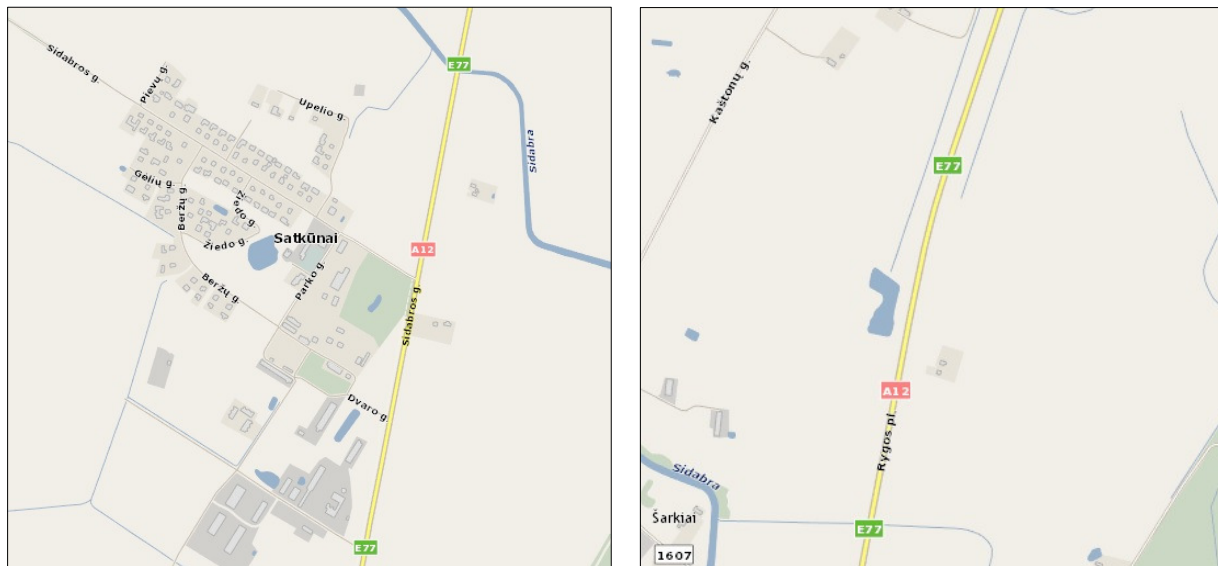 Sidabros g.
Pievų g.
E77
Upelio g.
Sidabra
Gėlių g.
Beržų g.
Žiedo g.
Žiedo g.
Satkūnai
A12
Beržų g.
Parko g.
Sidabros g.
Dvaro g.
E77
Kaštonų g.
E77
A12
Rygos pl.
Sidabra
Šarkiai
E77
1607